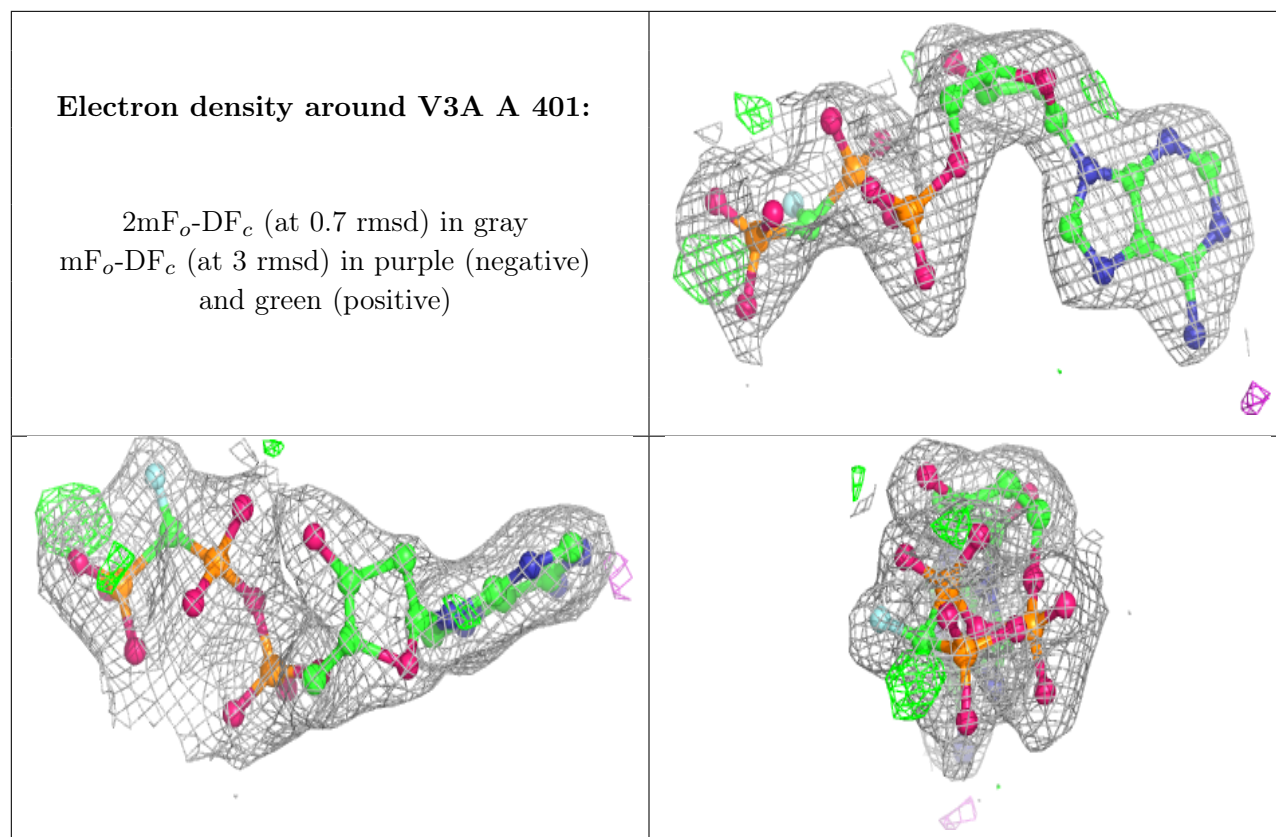 Electron density around V3A A 401:
2mFₒ-DF𝒸 (at 0.7 rmsd) in gray
mFₒ-DF𝒸 (at 3 rmsd) in purple (negative)
and green (positive)